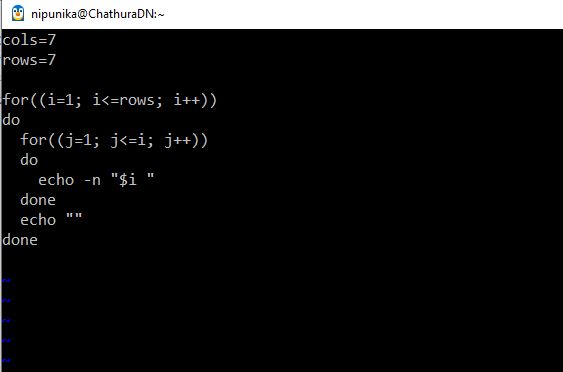 nipunika@ChathuraDN:~
cols=7
rows=7

for((i=1; i<=rows; i++))
do
  for((j=1; j<=i; j++))
  do
    echo -n "$i "
  done
  echo ""
done

~
~
~
~
~